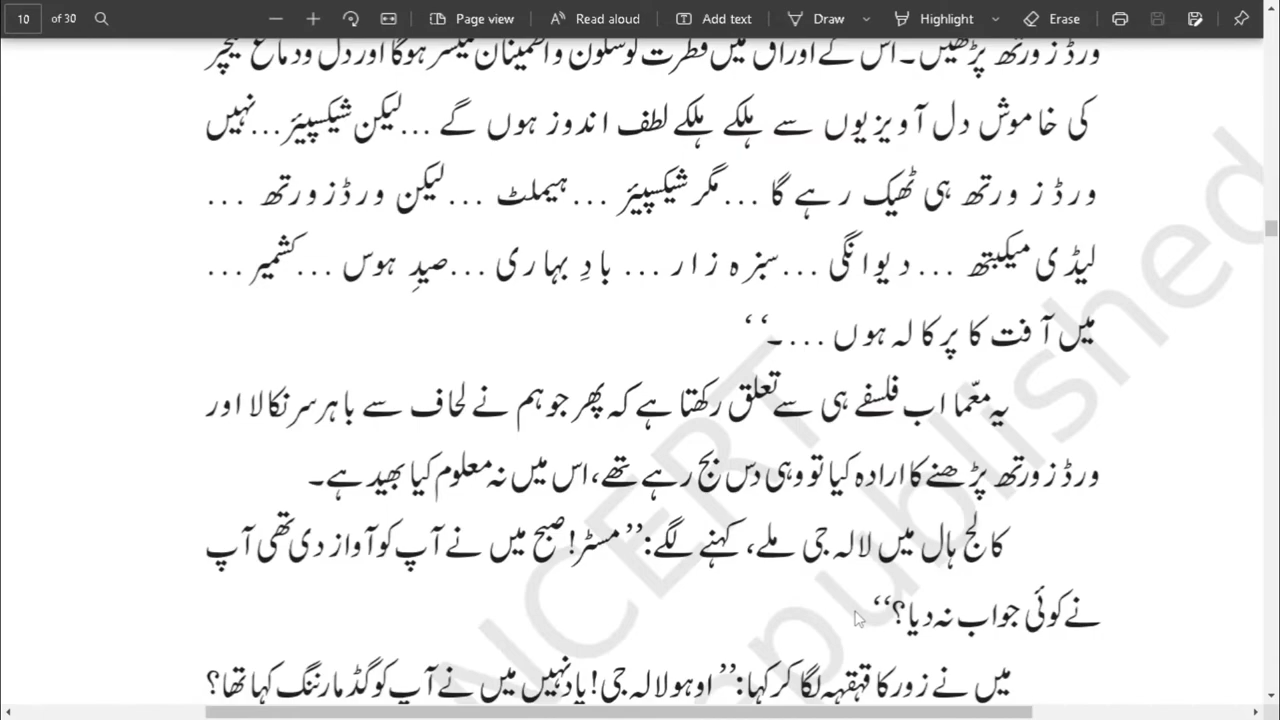 10 of 30 Page view Read aloud Add text Draw Highlight Erase
ورڈز ورتھ پڑھیں۔ اس کے اوراق میں فطرت کو سکون و اطمینان میسر ہوگا اور دل و دماغ نیچر
کی خاموش دل آویزیوں سے ہلکے ہلکے لطف اندوز ہوں گے ...لیکن شیکسپیئر ...نہیں
ورڈز ورتھ ہی ٹھیک رہے گا ...مگر شیکسپیئر ...ہیملٹ ...لیکن ورڈزورتھ ...
لیڈی میکبتھ ...دیوانگی ...سبزہ زار ...بادِ بہاری ...صیدِ ہوس ...کشمیر ...
میں آفت کا پرکالہ ہوں ....۔‘‘
یہ معّما اب فلسفے ہی سے تعلق رکھتا ہے کہ پھر جو ہم نے لحاف سے باہر سر نکالا اور
ورڈزورتھ پڑھنے کا ارادہ کیا تو وہی دس بج رہے تھے، اس میں نہ معلوم کیا بھید ہے۔
کالج ہال میں لالہ جی ملے، کہنے لگے: ’’مسٹر! صبح میں نے آپ کو آواز دی تھی آپ
نے کوئی جواب نہ دیا؟‘‘
میں نے زور کا قہقہہ لگا کر کہا: ’’اوہو لالہ جی! یاد نہیں میں نے آپ کو گڈ مارننگ کہا تھا؟
NCERT
republished